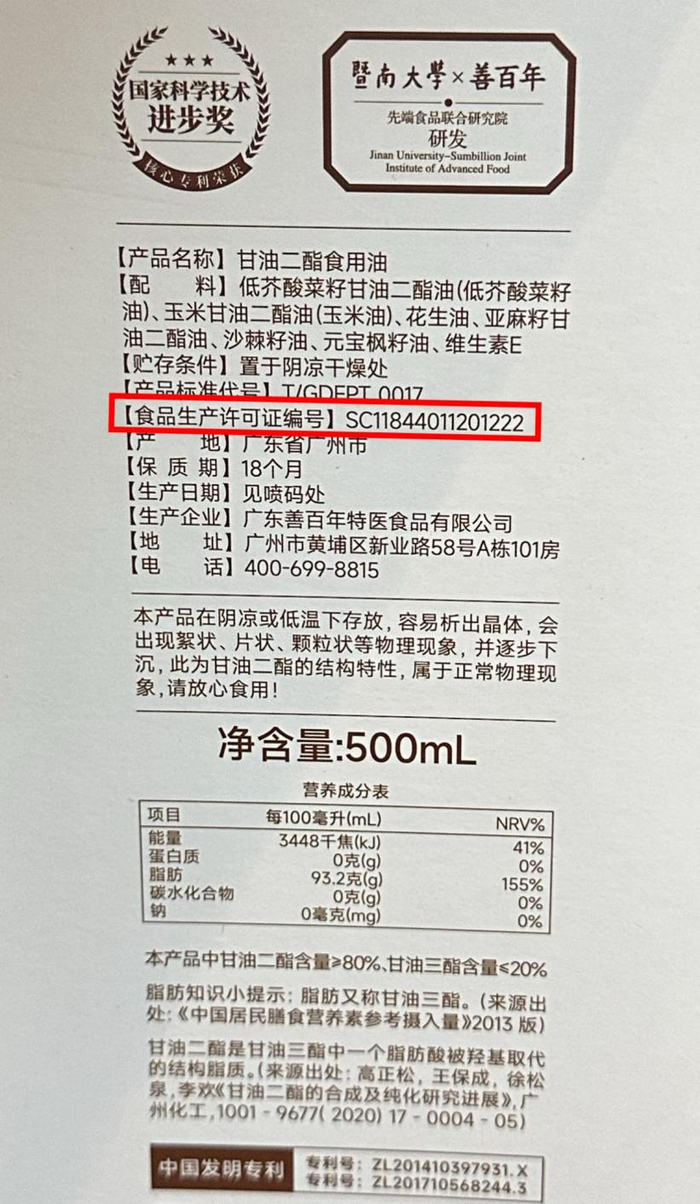 ★★★
国家科学技术
进步奖
核心专利荣获
暨南大學×善百年
先端食品联合研究院
研发
Jinan University-Sumbillion Joint
Institute of Advanced Food
【产品名称】甘油二酯食用油
【配 料】低芥酸菜籽甘油二酯油(低芥酸菜籽
油)、玉米甘油二酯油(玉米油)、花生油、亚麻籽甘
油二酯油、沙棘籽油、元宝枫籽油、维生素E
【贮存条件】置于阴凉干燥处
【产品标准代号】T/GDFPT 0017
【食品生产许可证编号】SC11844011201222
【产 地】广东省广州市
【保 质 期】18个月
【生产日期】见喷码处
【生产企业】广东善百年特医食品有限公司
【地 址】广州市黄埔区新业路58号A栋101房
【电 话】400-699-8815
本产品在阴凉或低温下存放,容易析出晶体,会
出现絮状、片状、颗粒状等物理现象,并逐步下
沉,此为甘油二酯的结构特性,属于正常物理现
象,请放心食用!
净含量:500mL
营养成分表
项目 每100毫升(mL) NRV%
能量 3448千焦(kJ) 41%
蛋白质 0克(g) 0%
脂肪 93.2克(g) 155%
碳水化合物 0克(g) 0%
钠 0毫克(mg) 0%
本产品中甘油二酯含量≥80%、甘油三酯含量≤20%
脂肪知识小提示:脂肪又称甘油三酯。(来源出
处:《中国居民膳食营养素参考摄入量》2013 版)
甘油二酯是甘油三酯中一个脂肪酸被羟基取代
的结构脂质。(来源出处:高正松,王保成,徐松
泉,李欢《甘油二酯的合成及纯化研究进展》,广
州化工,1001-9677(2020)17-0004-05)
中国发明专利
专利号:ZL201410397931.X
专利号:ZL201710568244.3